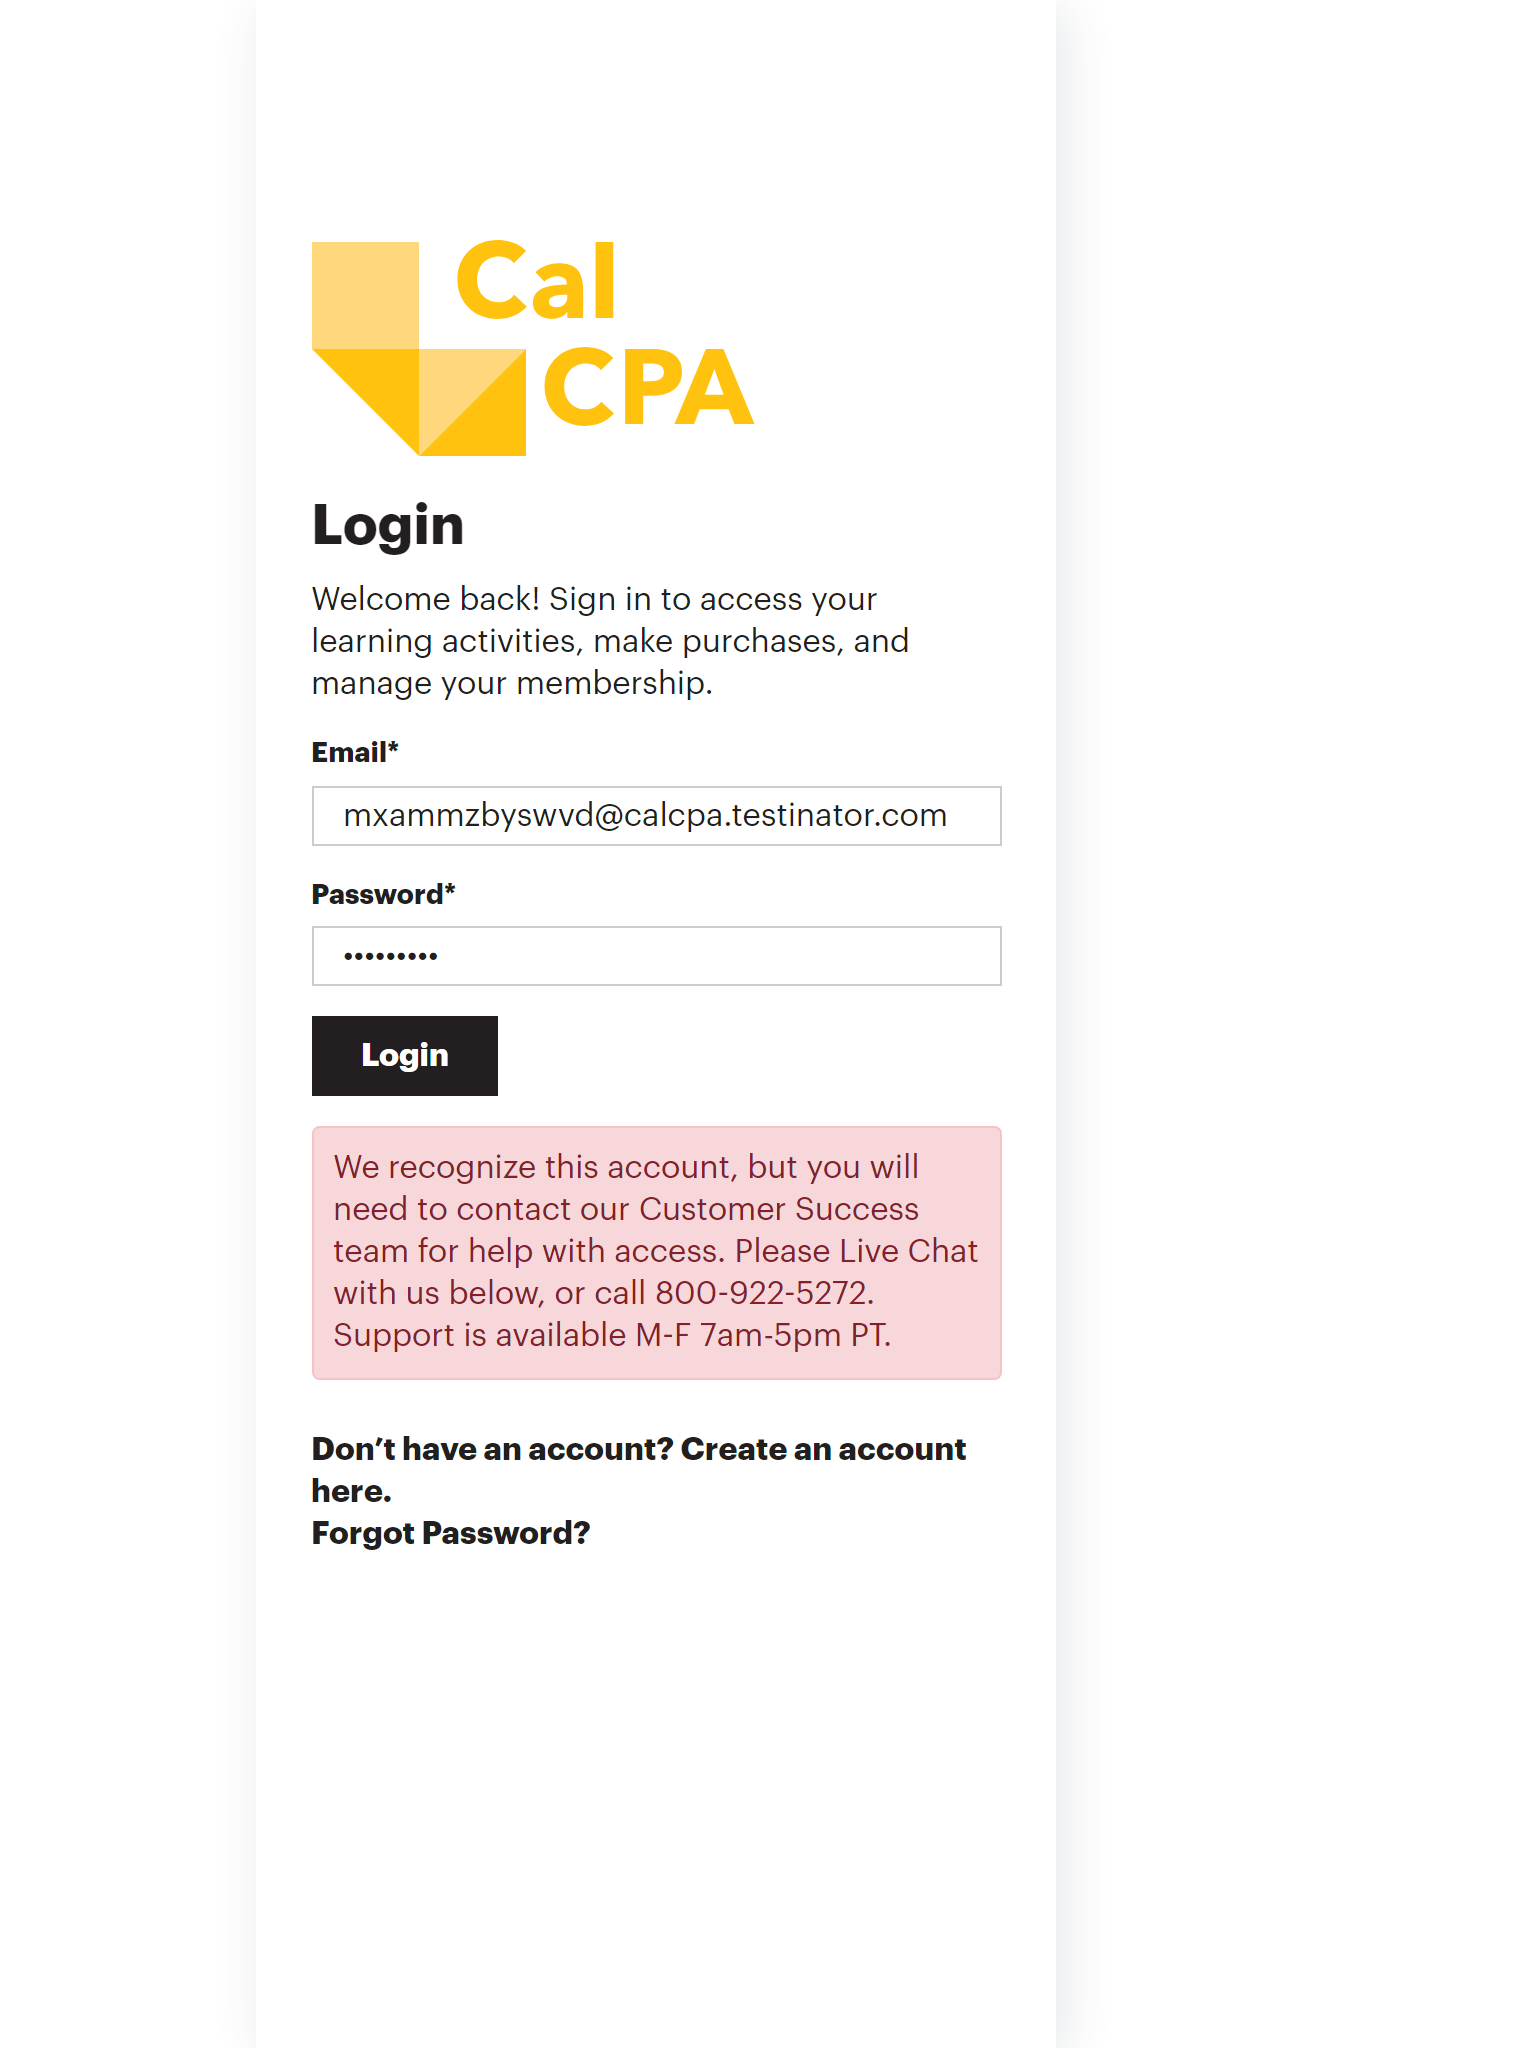 Cal
CPA
Login
Welcome back! Sign in to access your
learning activities, make purchases, and
manage your membership.
Email*
mxammzbyswvd@calcpa.testinator.com
Password*
•••••••••
Login
We recognize this account, but you will
need to contact our Customer Success
team for help with access. Please Live Chat
with us below, or call 800-922-5272.
Support is available M-F 7am-5pm PT.
Don’t have an account? Create an account
here.
Forgot Password?